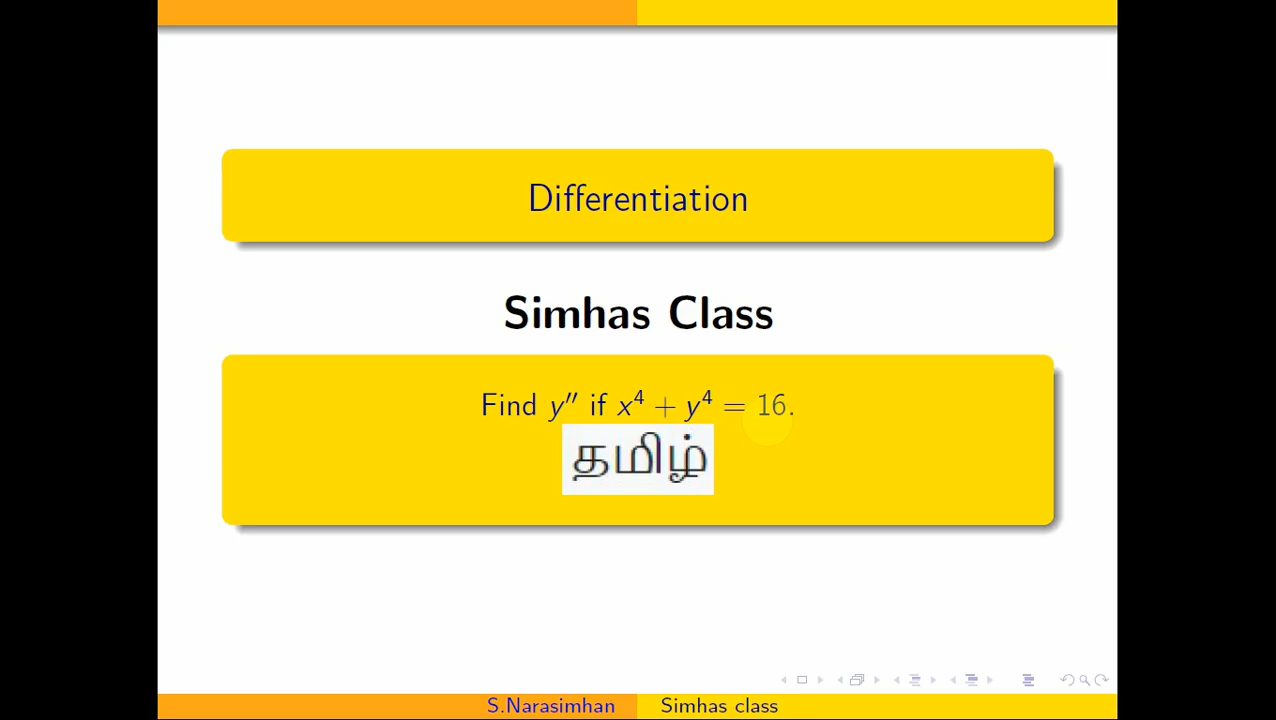 Differentiation
Simhas Class
Find y″ if x⁴ + y⁴ = 16.
தமிழ்
S.Narasimhan Simhas class